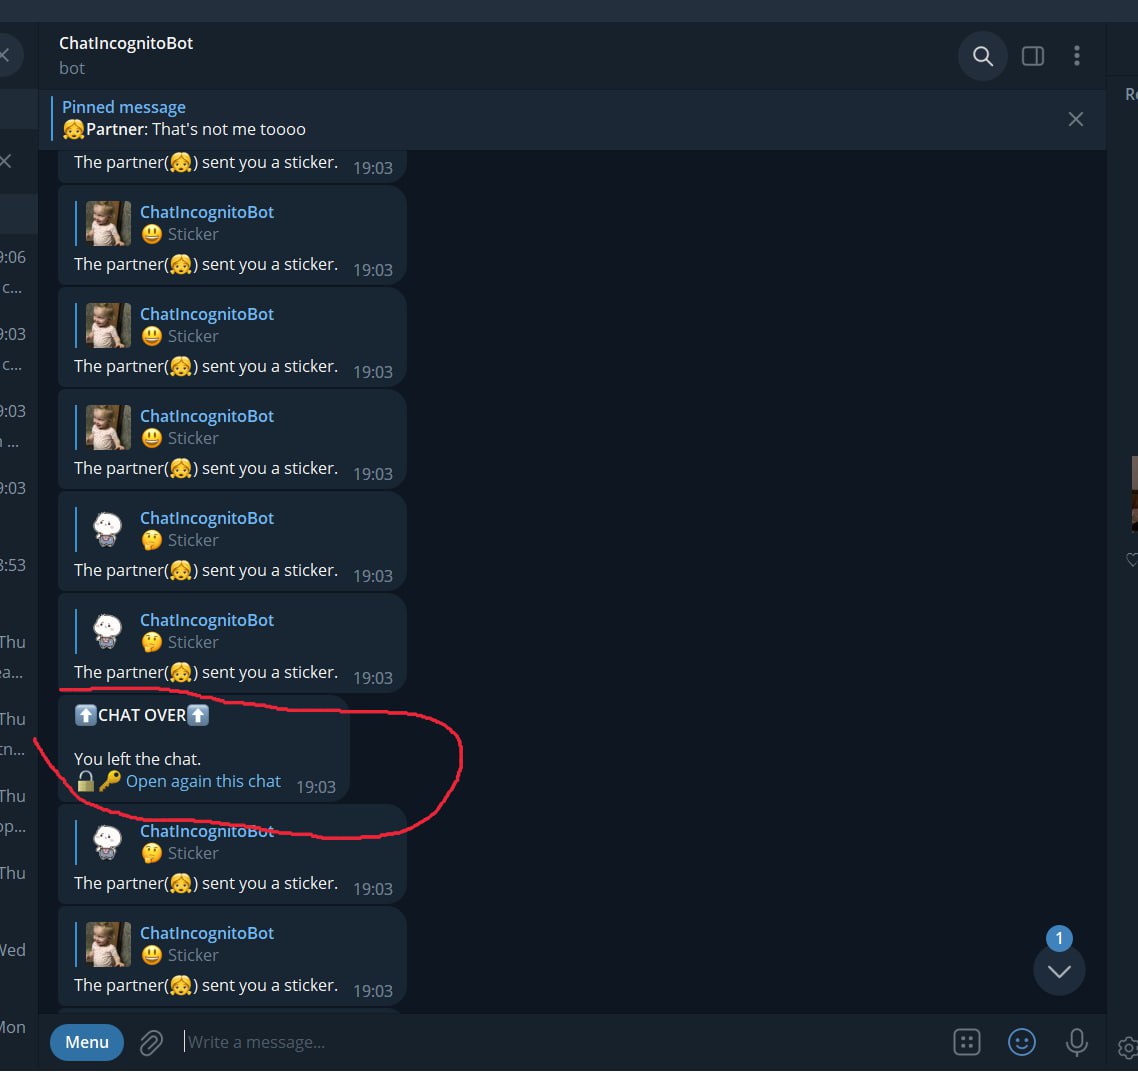 ChatIncognitoBot
bot
Pinned message
👧Partner: That's not me toooo
The partner(👧) sent you a sticker. 19:03
ChatIncognitoBot
😃 Sticker
The partner(👧) sent you a sticker. 19:03
ChatIncognitoBot
😃 Sticker
The partner(👧) sent you a sticker. 19:03
ChatIncognitoBot
😃 Sticker
The partner(👧) sent you a sticker. 19:03
ChatIncognitoBot
🤔 Sticker
The partner(👧) sent you a sticker. 19:03
ChatIncognitoBot
🤔 Sticker
The partner(👧) sent you a sticker. 19:03
⬆️CHAT OVER⬆️
You left the chat.
🔓🔑 Open again this chat 19:03
ChatIncognitoBot
🤔 Sticker
The partner(👧) sent you a sticker. 19:03
ChatIncognitoBot
😃 Sticker
The partner(👧) sent you a sticker. 19:03
1
Menu
Write a message...
9:06
c...
9:03
c...
9:03
...
9:03
8:53
Thu
Thu
Thu
Thu
Wed
Mon